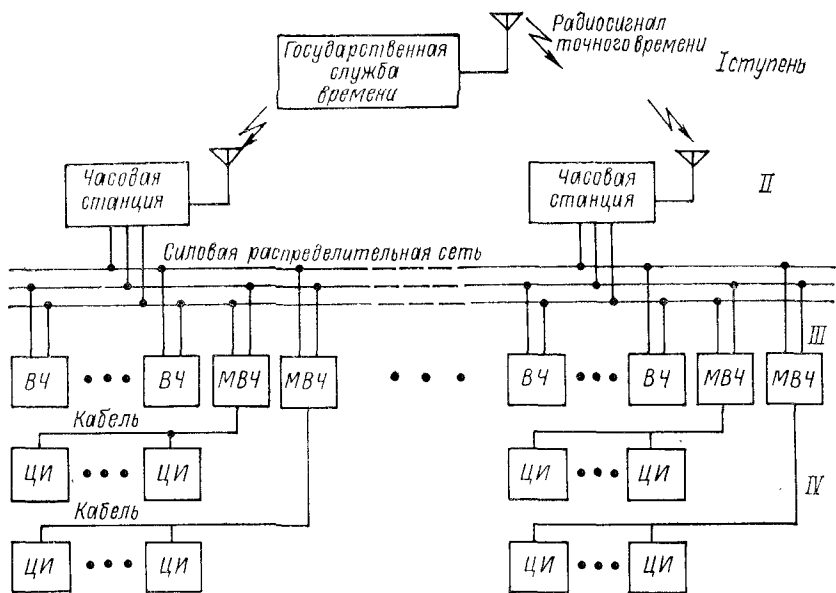 Государственная
служба
времени
Радиосигнал
точного времени
I ступень
Часовая
станция
Часовая
станция
II
Силовая распределительная сеть
III
ВЧ ВЧ МВЧ МВЧ ВЧ ВЧ МВЧ МВЧ
Кабель
ЦИ ЦИ ЦИ ЦИ
IV
Кабель
ЦИ ЦИ ЦИ ЦИ